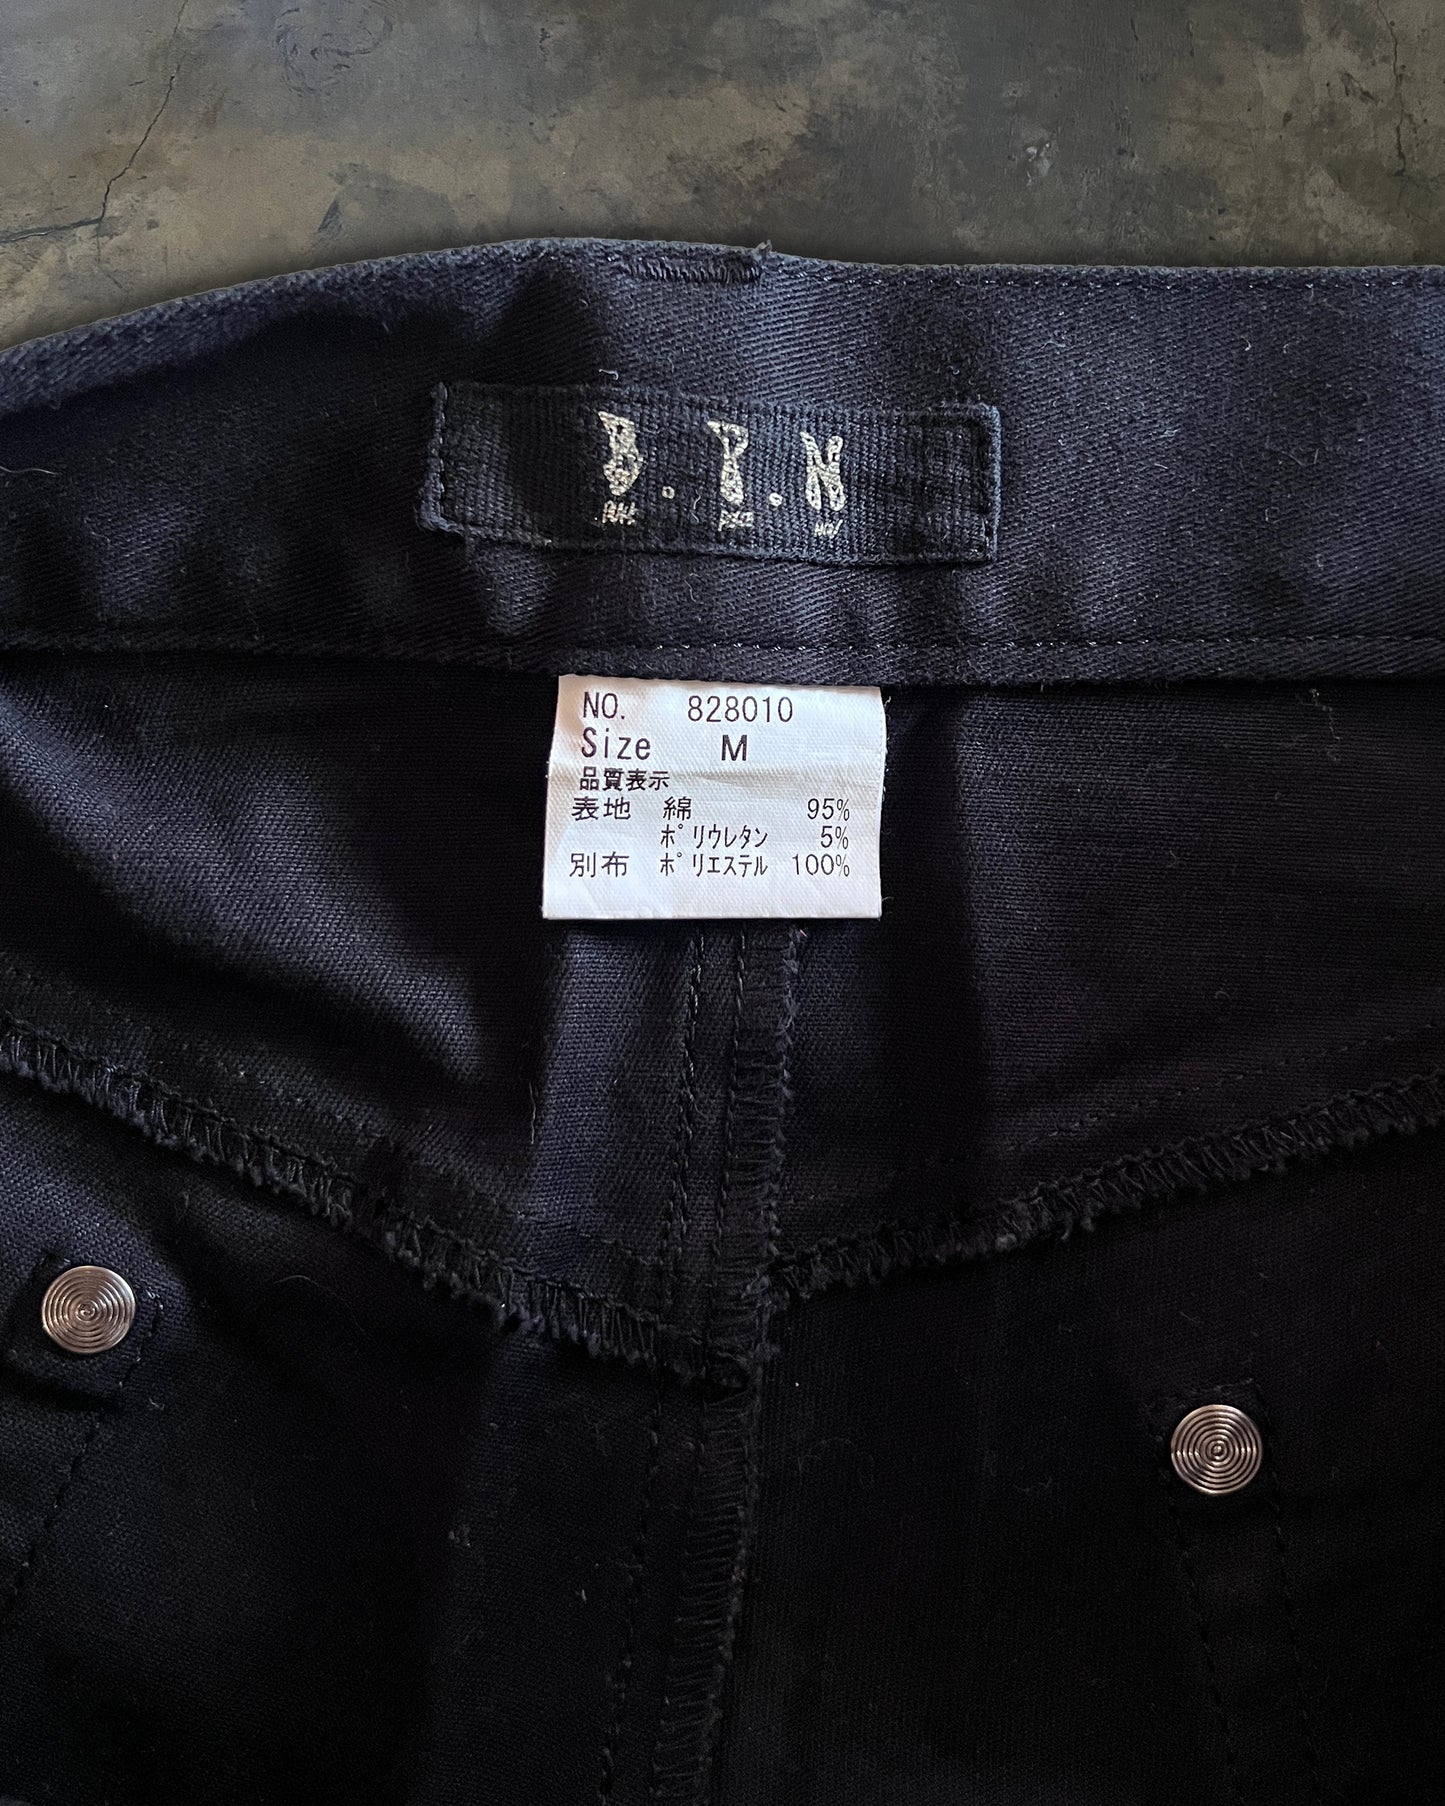 B.P.N
NO. 828010
Size M
品質表示
表地 綿 95%
ポリウレタン 5%
別布 ポリエステル 100%